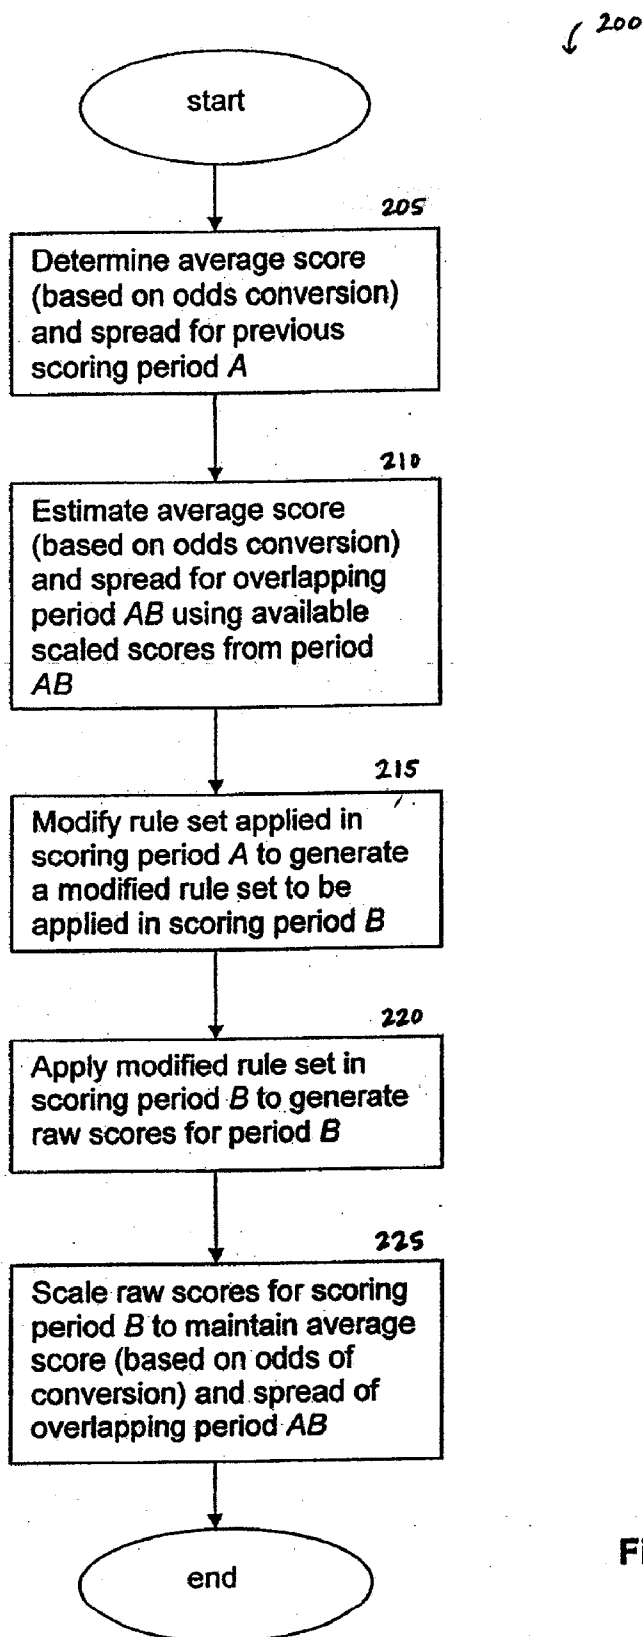 200
start
205
Determine average score
(based on odds conversion)
and spread for previous
scoring period A
210
Estimate average score
(based on odds conversion)
and spread for overlapping
period AB using available
scaled scores from period
AB
215
Modify rule set applied in
scoring period A to generate
a modified rule set to be
applied in scoring period B
220
Apply modified rule set in
scoring period B to generate
raw scores for period B
225
Scale raw scores for scoring
period B to maintain average
score (based on odds of
conversion) and spread of
overlapping period AB
end